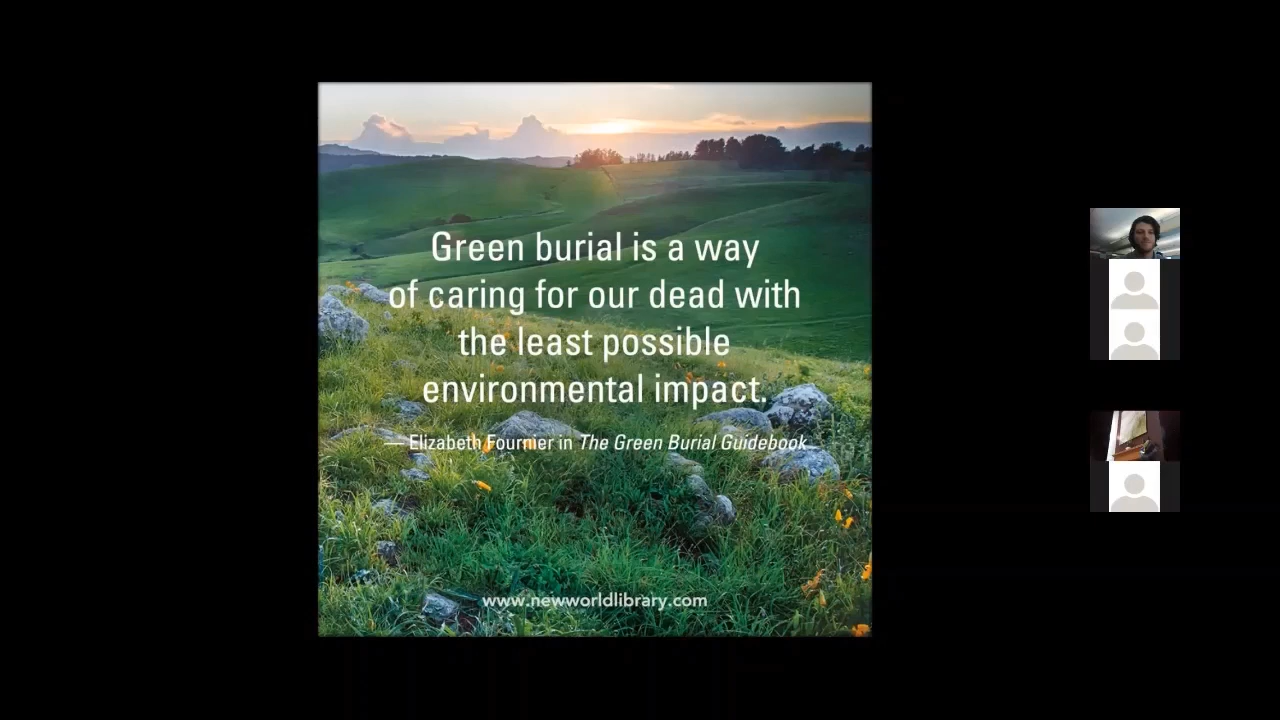 Green burial is a way
of caring for our dead with
the least possible
environmental impact.
— Elizabeth Fournier in The Green Burial Guidebook
www.newworldlibrary.com